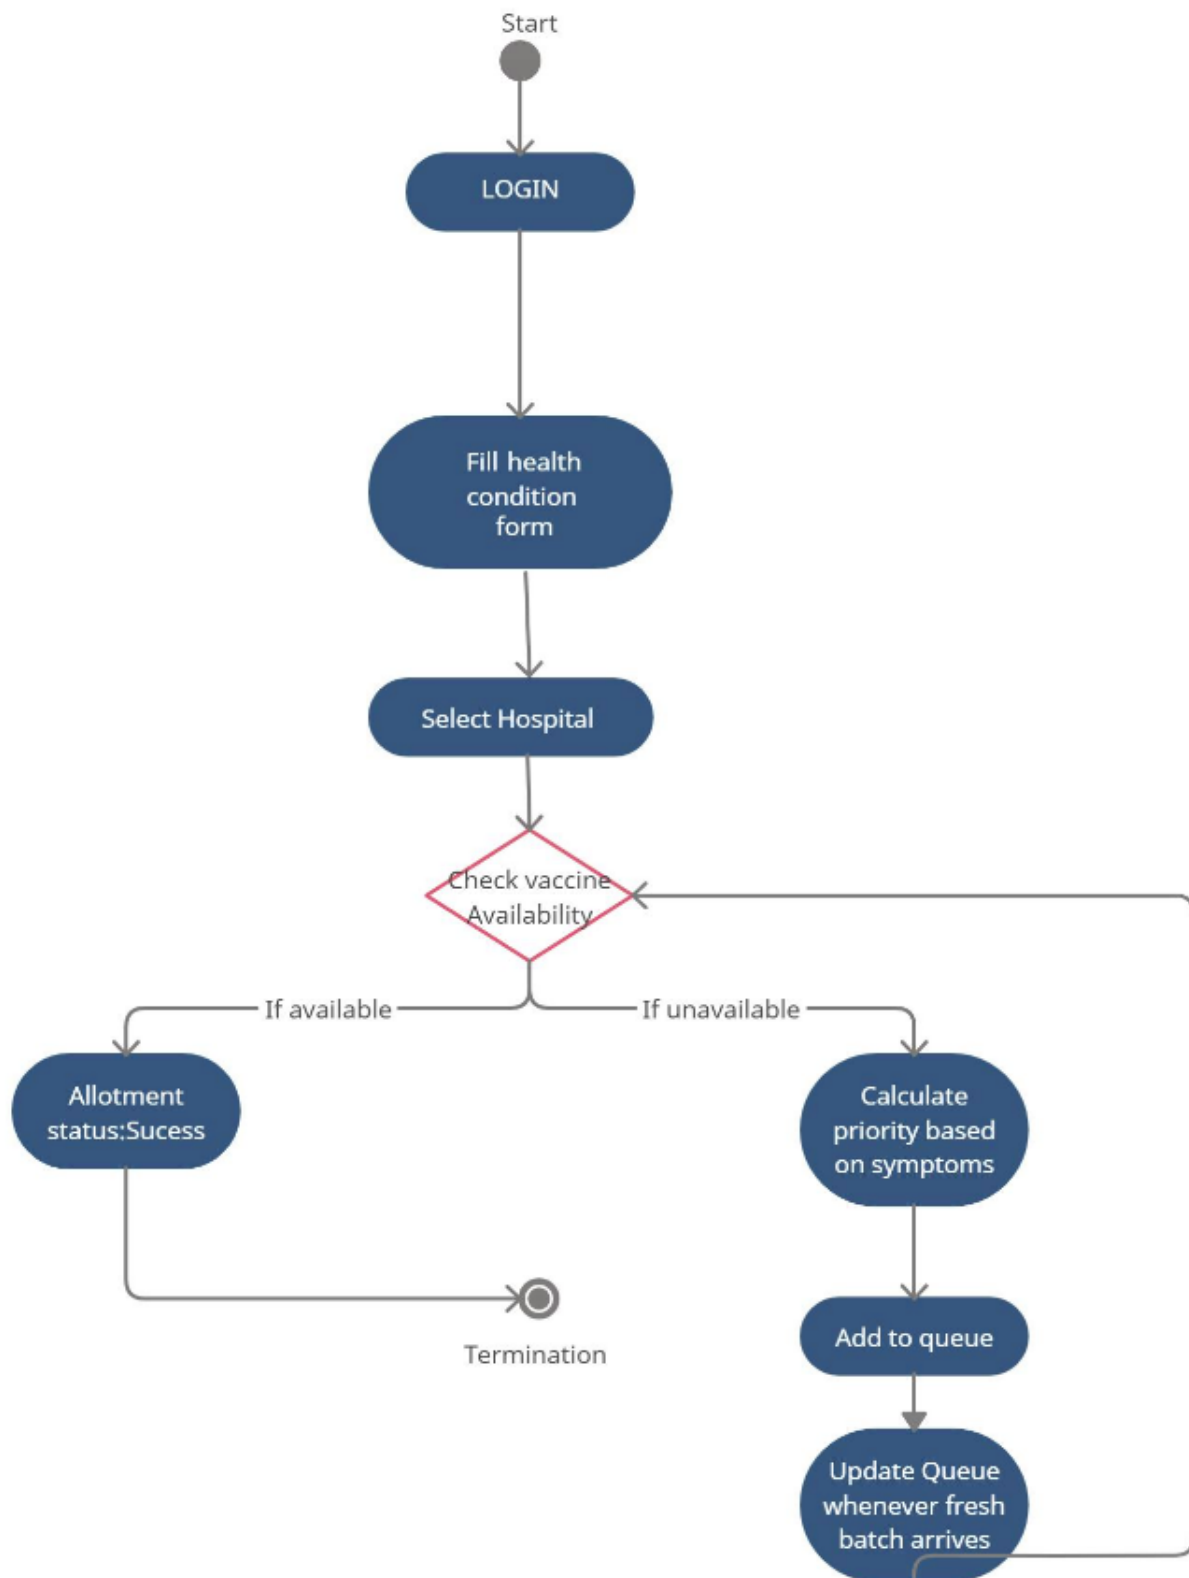 Start
LOGIN
Fill health
condition
form
Select Hospital
Check vaccine
Availability
If available
If unavailable
Allotment
status:Sucess
Calculate
priority based
on symptoms
Termination
Add to queue
Update Queue
whenever fresh
batch arrives